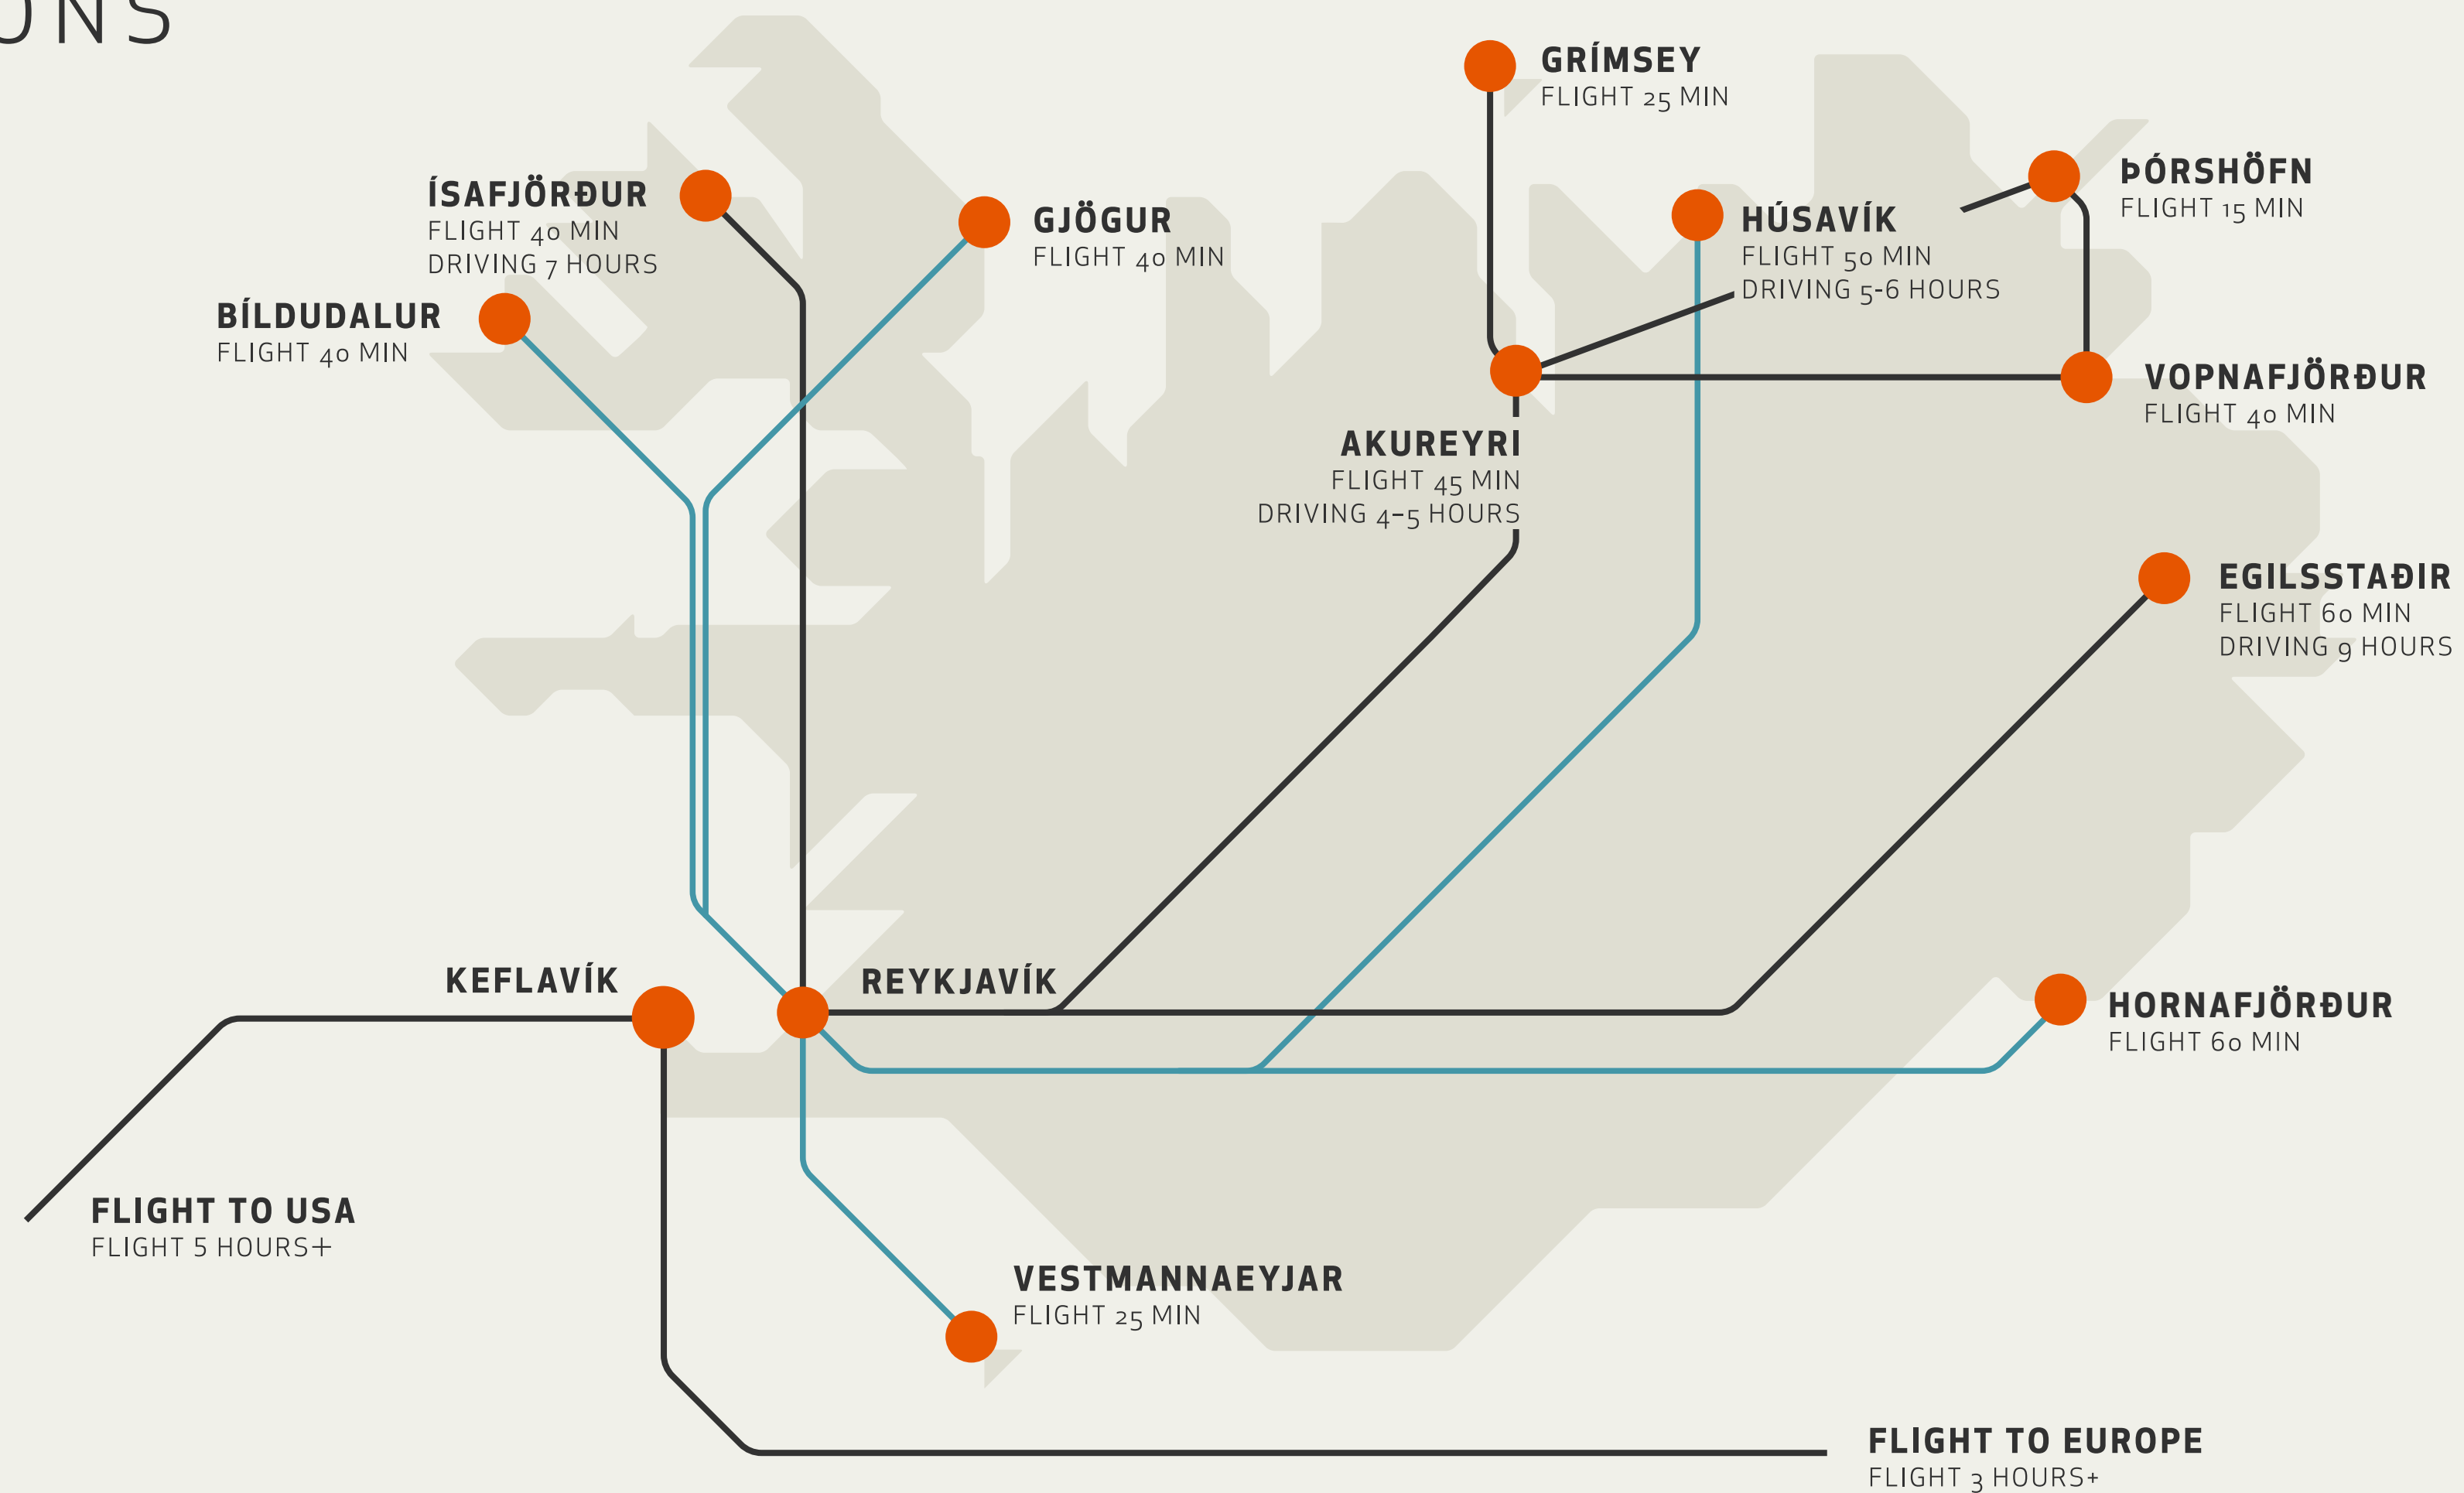 GRÍMSEY
FLIGHT 25 MIN
ÍSAFJÖRÐUR
FLIGHT 40 MIN
DRIVING 7 HOURS
GJÖGUR
FLIGHT 40 MIN
HÚSAVÍK
FLIGHT 50 MIN
DRIVING 5-6 HOURS
ÞÓRSHÖFN
FLIGHT 15 MIN
BÍLDUDALUR
FLIGHT 40 MIN
VOPNAFJÖRÐUR
FLIGHT 40 MIN
AKUREYRI
FLIGHT 45 MIN
DRIVING 4-5 HOURS
EGILSSTAÐIR
FLIGHT 60 MIN
DRIVING 9 HOURS
KEFLAVÍK
REYKJAVÍK
HORNAFJÖRÐUR
FLIGHT 60 MIN
FLIGHT TO USA
FLIGHT 5 HOURS+
VESTMANNAEYJAR
FLIGHT 25 MIN
FLIGHT TO EUROPE
FLIGHT 3 HOURS+